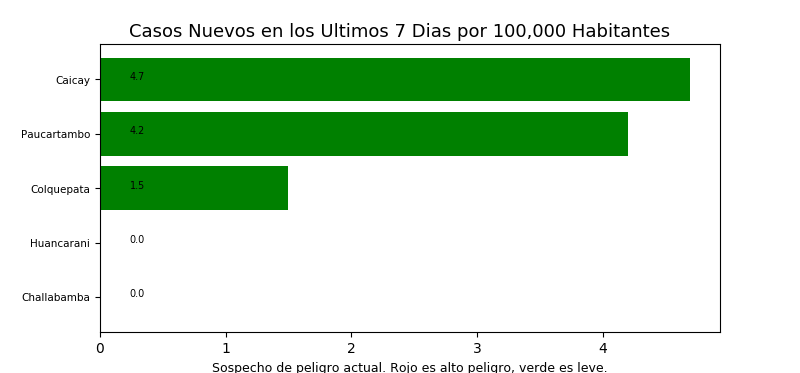 Casos Nuevos en los Ultimos 7 Dias por 100,000 Habitantes
Caicay 4.7
Paucartambo 4.2
Colquepata 1.5
Huancarani 0.0
Challabamba 0.0
0 1 2 3 4
Sospecho de peligro actual. Rojo es alto peligro, verde es leve.